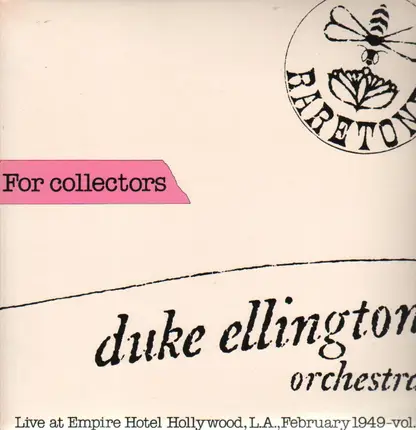 RARETONE
For collectors
duke ellington
orchestra
Live at Empire Hotel Hollywood, L.A., February 1949-vol.